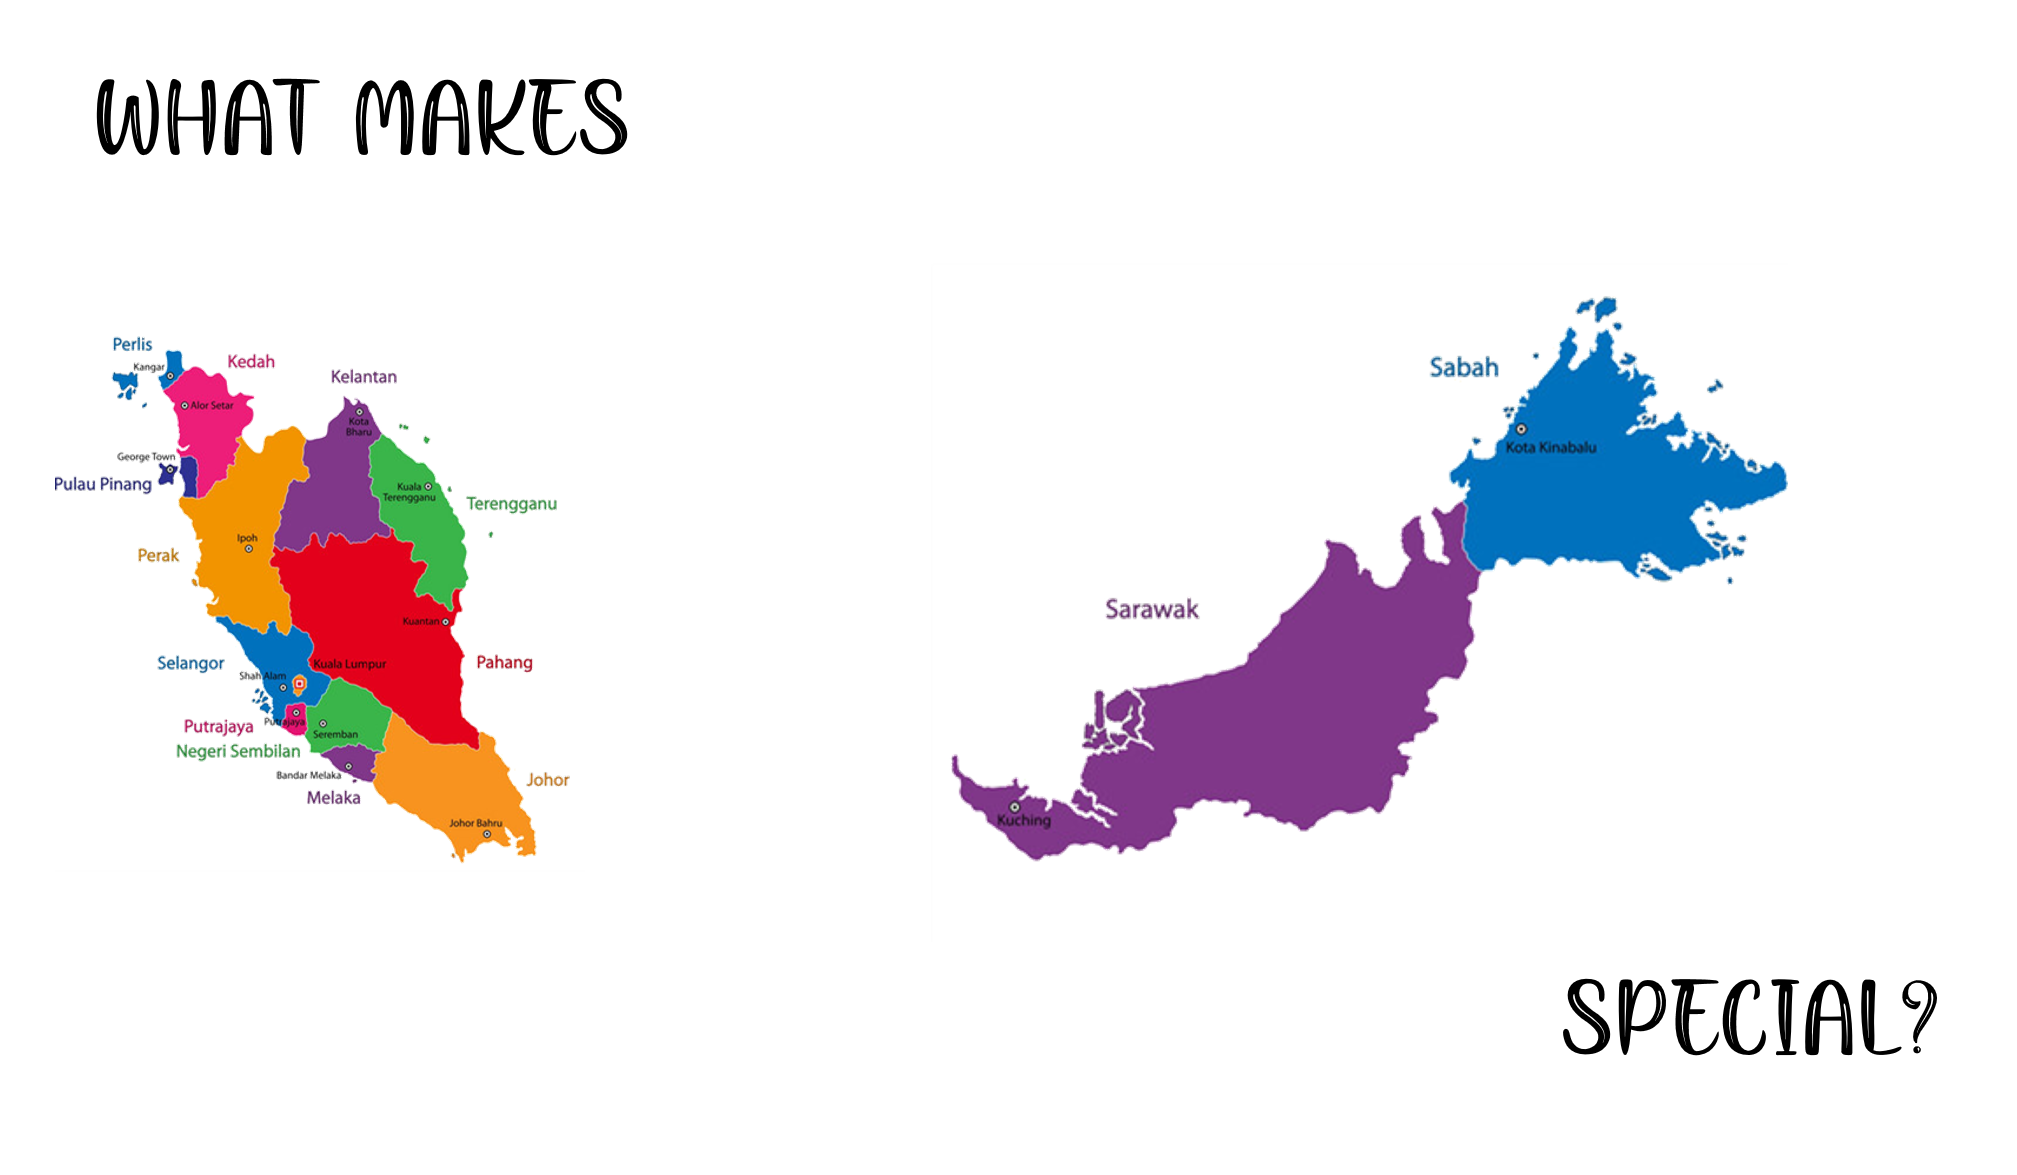 WHAT MAKES
Perlis
Kangar
Kedah
Alor Setar
Kelantan
Kota
Bharu
George Town
Pulau Pinang
Kuala
Terengganu
Terengganu
Ipoh
Perak
Kuantan
Selangor
Kuala Lumpur
Pahang
Shah Alam
Putrajaya
Putrajaya
Seremban
Negeri Sembilan
Bandar Melaka
Melaka
Johor
Johor Bahru
Sabah
Kota Kinabalu
Sarawak
Kuching
SPECIAL?